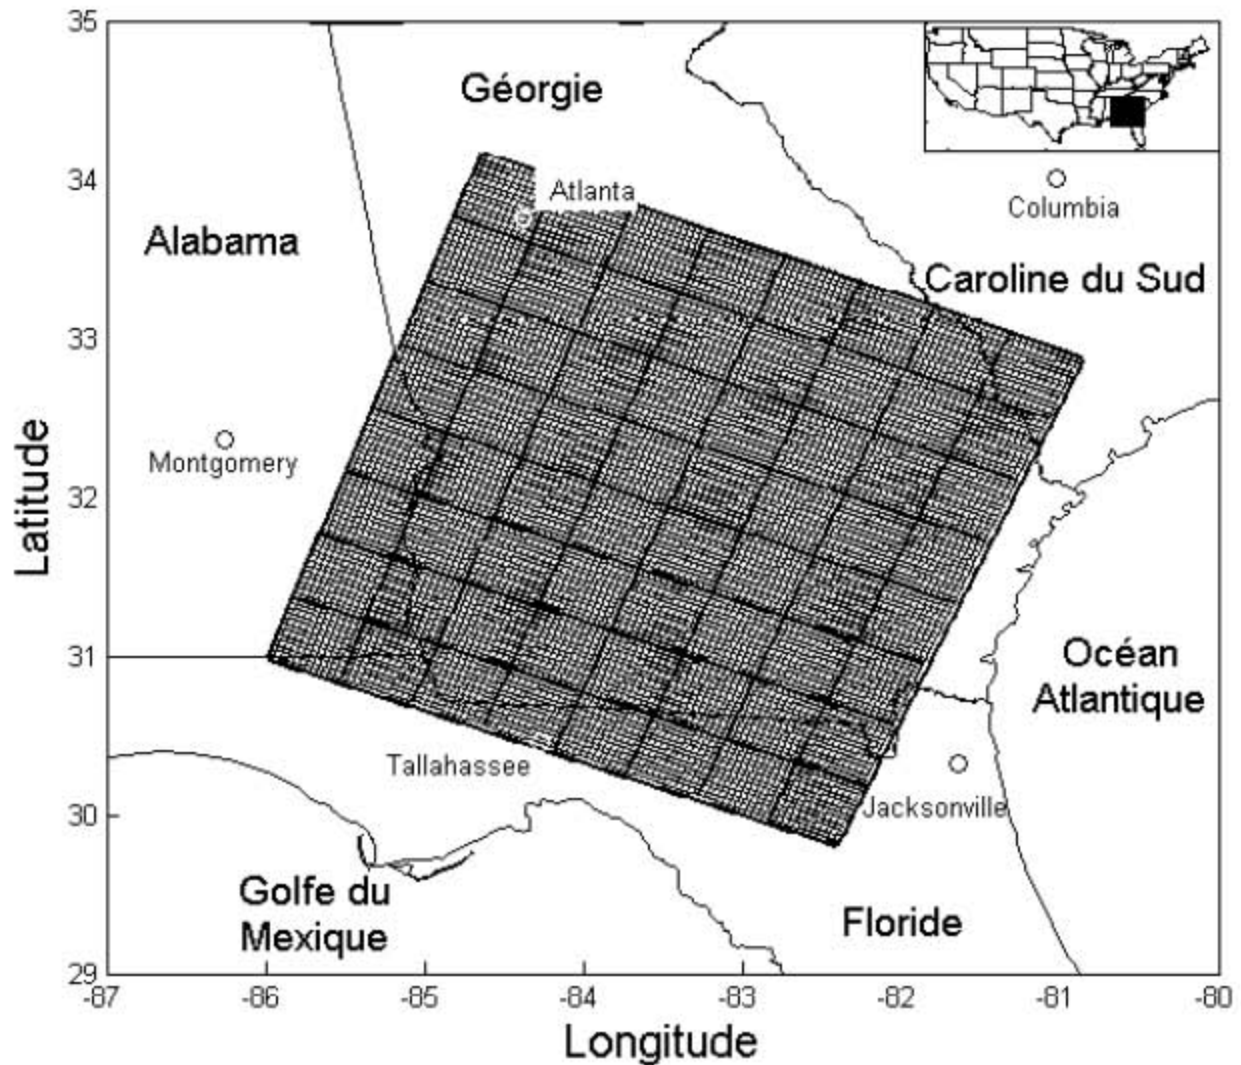 35
Géorgie
34
Atlanta
Columbia
Alabama
Caroline du Sud
33
Montgomery
Latitude
32
31
Océan
Atlantique
Tallahassee
Jacksonville
30
Golfe du
Mexique
Floride
29
-87
-86
-85
-84
-83
-82
-81
-80
Longitude